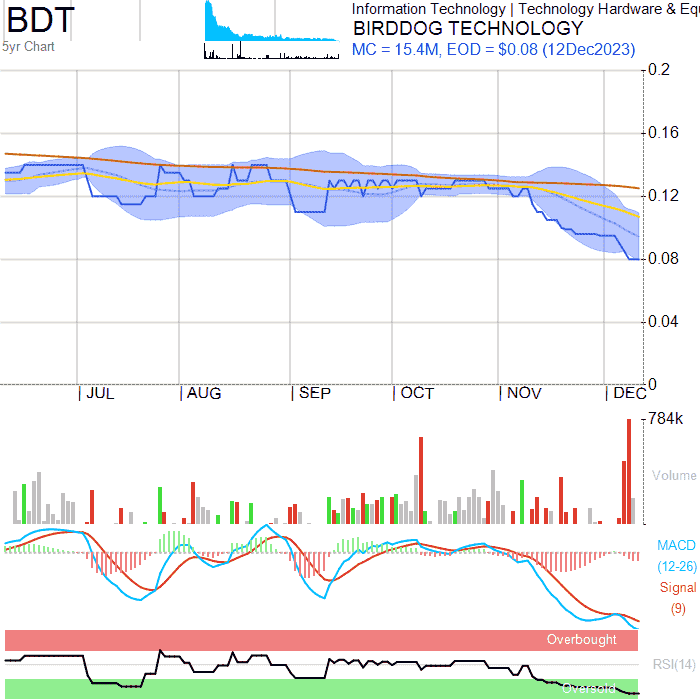 BDT
5yr Chart
Information Technology | Technology Hardware & Equ
BIRDDOG TECHNOLOGY
MC = 15.4M, EOD = $0.08 (12Dec2023)
0.2
0.16
0.12
0.08
0.04
0
| JUL | AUG | SEP | OCT | NOV | DEC
784k
Volume
MACD
(12-26)
Signal
(9)
Overbought
RSI(14)
Oversold